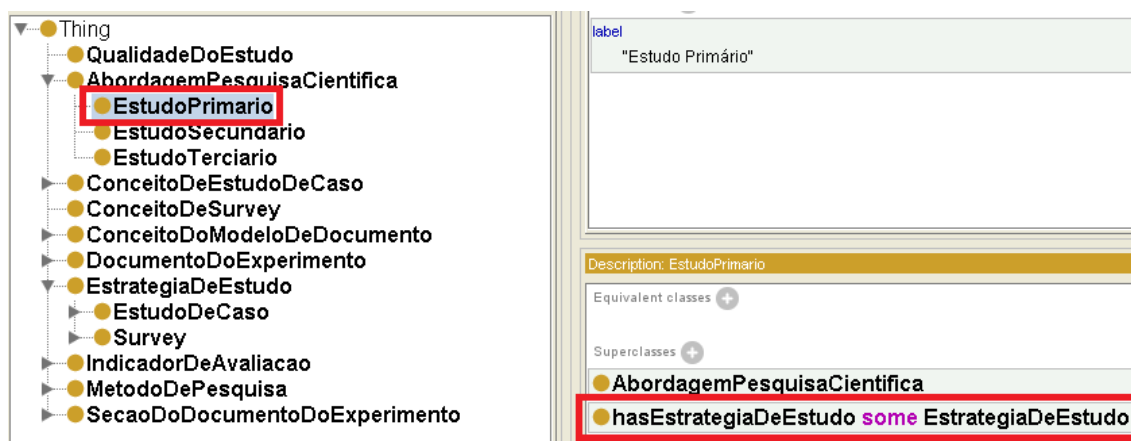 Thing
QualidadeDoEstudo
AbordagemPesquisaCientifica
EstudoPrimario
EstudoSecundario
EstudoTerciario
ConceitoDeEstudoDeCaso
ConceitoDeSurvey
ConceitoDoModeloDeDocumento
DocumentoDoExperimento
EstrategiaDeEstudo
EstudoDeCaso
Survey
IndicadorDeAvaliacao
MetodoDePesquisa
SecaoDoDocumentoDoExperimento
label
"Estudo Primário"
Description: EstudoPrimario
Equivalent classes
Superclasses
AbordagemPesquisaCientifica
hasEstrategiaDeEstudo some EstrategiaDeEstudo